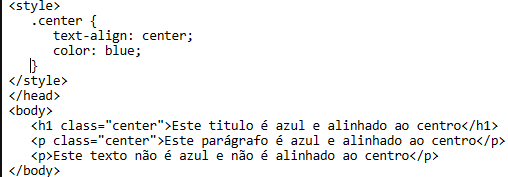 <style>
.center {
text-align: center;
color: blue;
}
</style>
</head>
<body>
<h1 class="center">Este titulo é azul e alinhado ao centro</h1>
<p class="center">Este parágrafo é azul e alinhado ao centro</p>
<p>Este texto não é azul e não é alinhado ao centro</p>
</body>